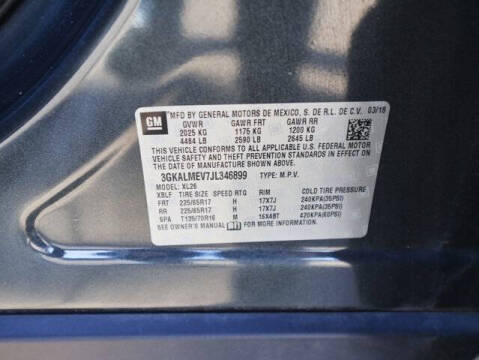 GM
MFD BY GENERAL MOTORS DE MEXICO, S. DE R.L. DE C.V. 03/18
GVWR GAWR FRT GAWR RR
2025 KG 1175 KG 1200 KG
4464 LB 2590 LB 2645 LB
THIS VEHICLE CONFORMS TO ALL APPLICABLE U.S. FEDERAL MOTOR
VEHICLE SAFETY AND THEFT PREVENTION STANDARDS IN EFFECT
ON THE DATE OF MANUFACTURE SHOWN ABOVE.
3GKALMEV7JL346899 TYPE: M.P.V.
MODEL: XL26
XBLF TIRE SIZE SPEED RTG RIM COLD TIRE PRESSURE
FRT 225/65R17 H 17X7J 240KPA(35PSI)
RR 225/65R17 H 17X7J 240KPA(35PSI)
SPA T135/70R16 M 16X4BT 420KPA(60PSI)
SEE OWNER'S MANUAL FOR ADDITIONAL INFORMATION.